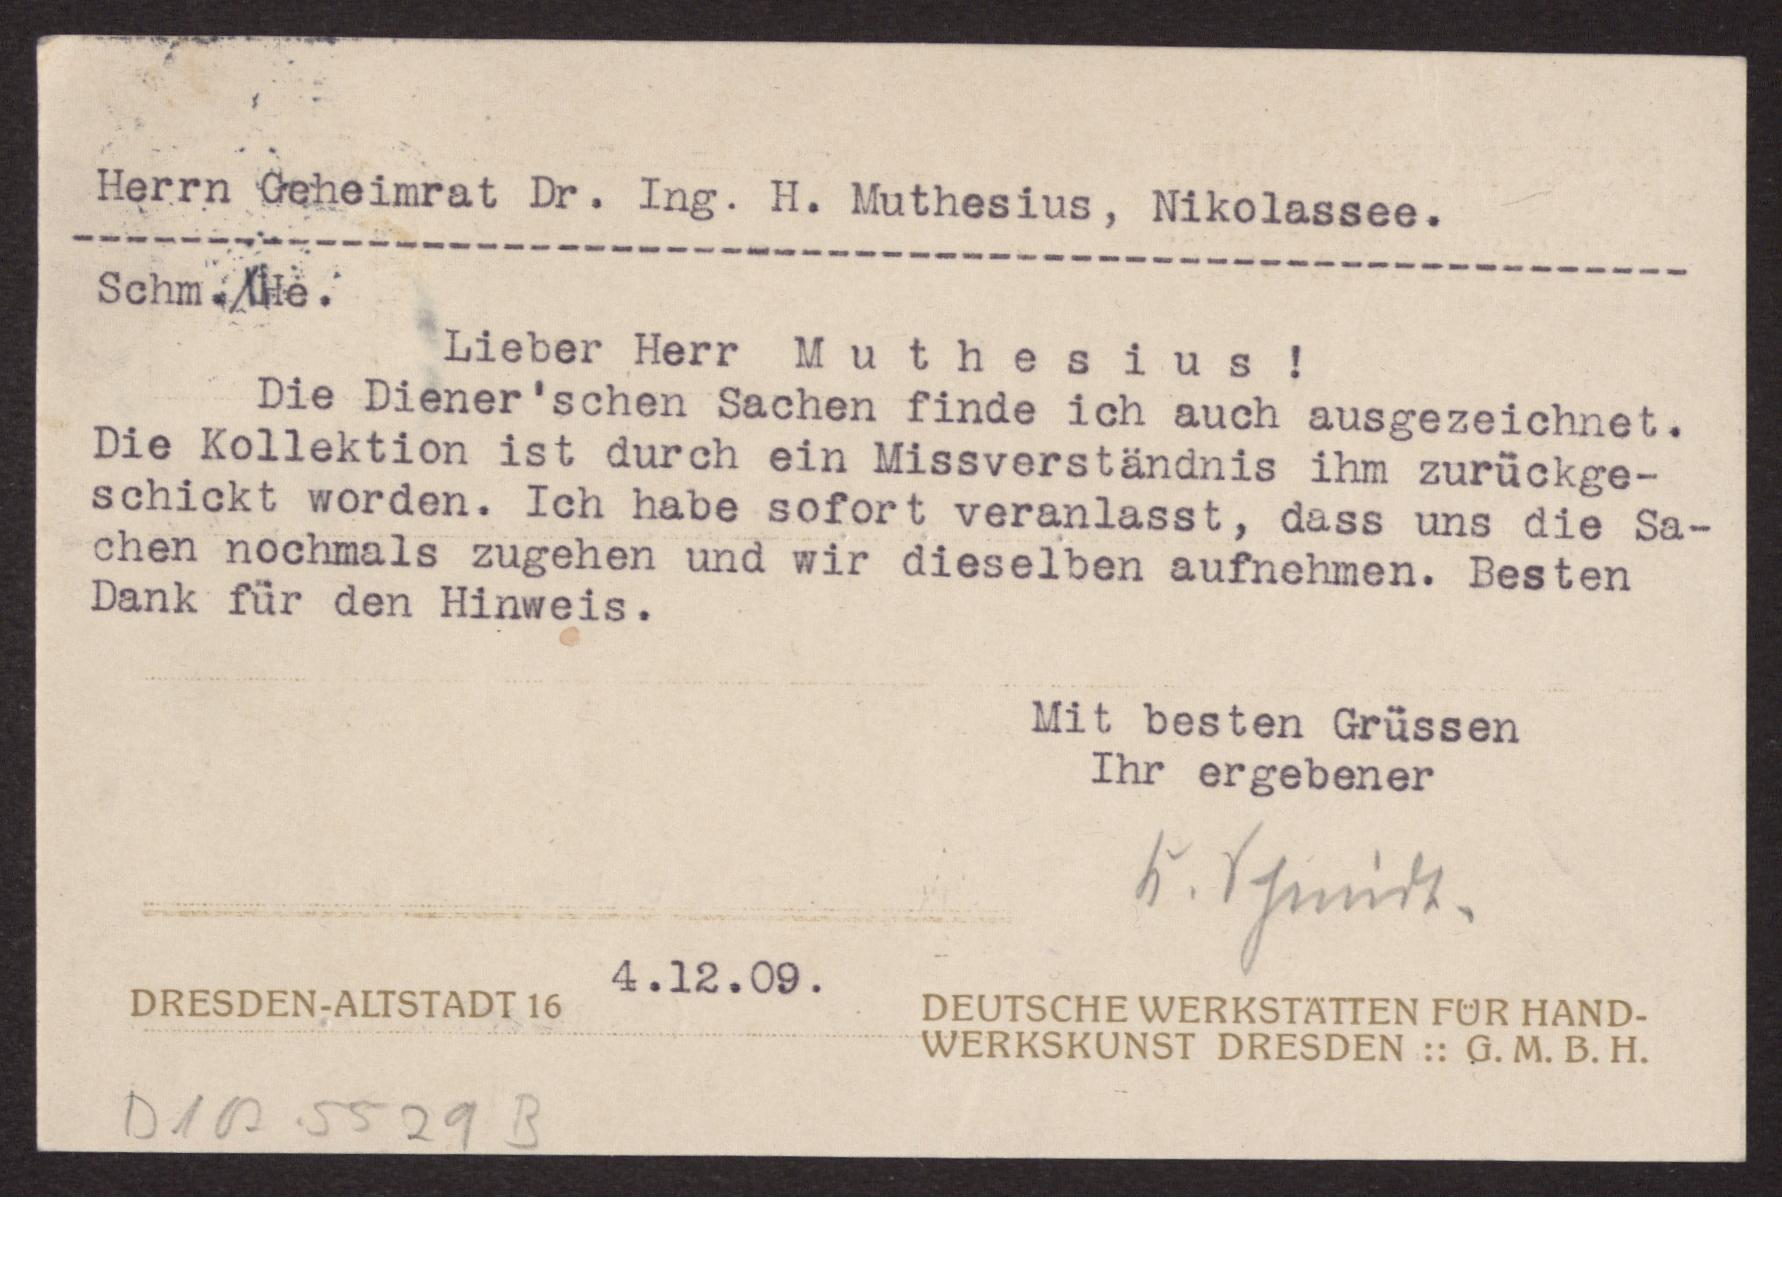 Herrn Geheimrat Dr. Ing. H. Muthesius, Nikolassee.
Schm./He.
Lieber Herr M u t h e s i u s !
Die Diener'schen Sachen finde ich auch ausgezeichnet.
Die Kollektion ist durch ein Missverständnis ihm zurückge-
schickt worden. Ich habe sofort veranlasst, dass uns die Sa-
chen nochmals zugehen und wir dieselben aufnehmen. Besten
Dank für den Hinweis.
Mit besten Grüssen
Ihr ergebener
K. Schmidt.
4.12.09.
DRESDEN-ALTSTADT 16
DEUTSCHE WERKSTÄTTEN FÜR HAND-
WERKSKUNST DRESDEN :: G. M. B. H.
5529 B